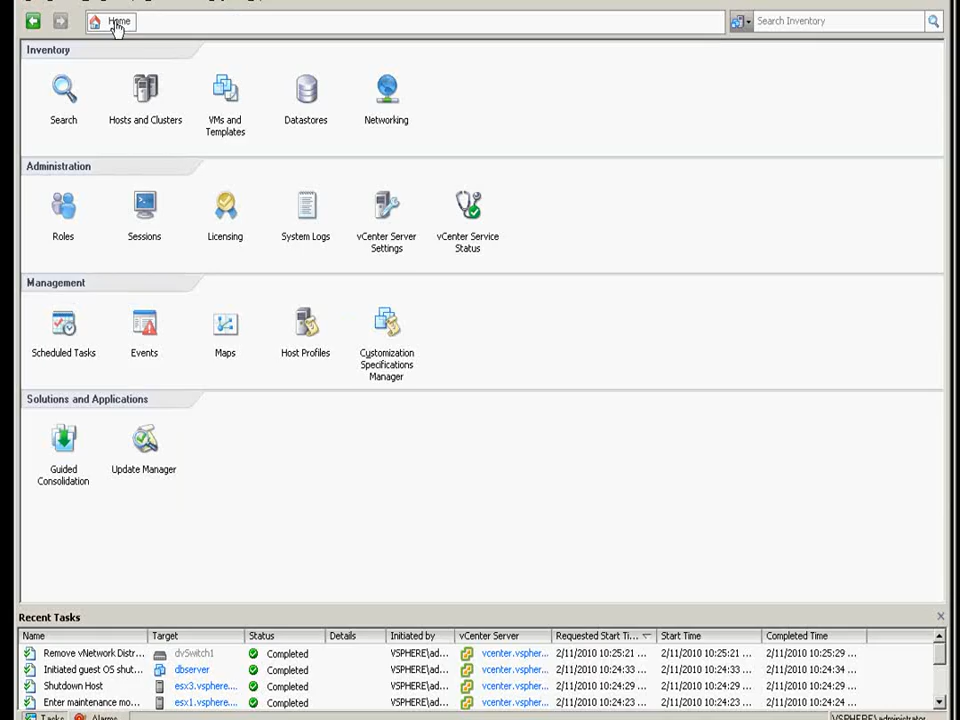 Home
Search Inventory
Inventory
Search
Hosts and Clusters
VMs and
Templates
Datastores
Networking
Administration
Roles
Sessions
Licensing
System Logs
vCenter Server
Settings
vCenter Service
Status
Management
Scheduled Tasks
Events
Maps
Host Profiles
Customization
Specifications
Manager
Solutions and Applications
Guided
Consolidation
Update Manager
Recent Tasks
Name Target Status Details Initiated by vCenter Server Requested Start Ti... Start Time Completed Time
Remove vNetwork Distr... dvSwitch1 Completed VSPHERE\ad... vcenter.vspher... 2/11/2010 10:25:21 ... 2/11/2010 10:25:21 ... 2/11/2010 10:25:29 ...
Initiated guest OS shut... dbserver Completed VSPHERE\ad... vcenter.vspher... 2/11/2010 10:24:33 ... 2/11/2010 10:24:33 ... 2/11/2010 10:24:33 ...
Shutdown Host esx3.vsphere.... Completed VSPHERE\ad... vcenter.vspher... 2/11/2010 10:24:29 ... 2/11/2010 10:24:29 ... 2/11/2010 10:24:29 ...
Enter maintenance mo... esx1.vsphere.... Completed VSPHERE\ad... vcenter.vspher... 2/11/2010 10:24:23 ... 2/11/2010 10:24:23 ... 2/11/2010 10:24:24 ...
Tasks Alarms VSPHERE\administrator